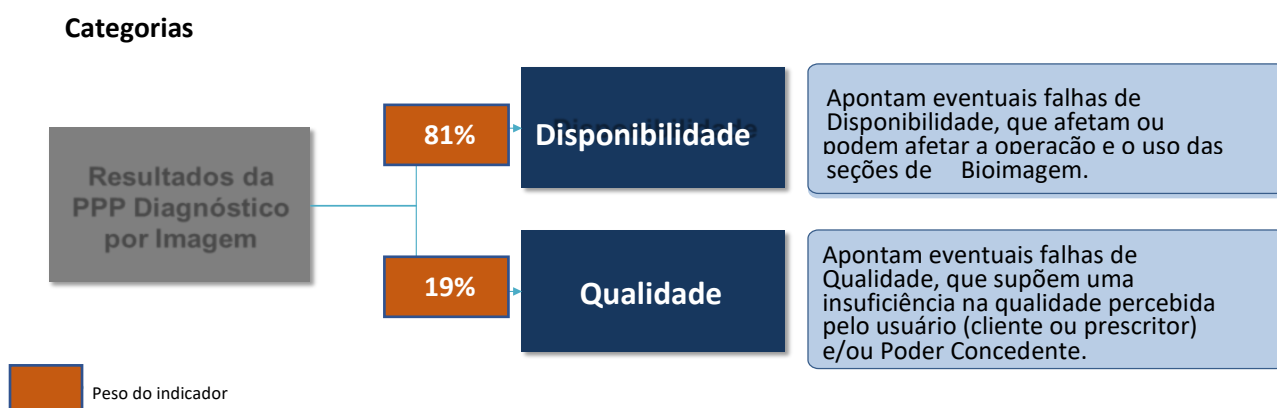 Categorias
Resultados da
PPP Diagnóstico
por Imagem
81%
Disponibilidade
Apontam eventuais falhas de
Disponibilidade, que afetam ou
podem afetar a operação e o uso das
seções de Bioimagem.
19%
Qualidade
Apontam eventuais falhas de
Qualidade, que supõem uma
insuficiência na qualidade percebida
pelo usuário (cliente ou prescritor)
e/ou Poder Concedente.
Peso do indicador